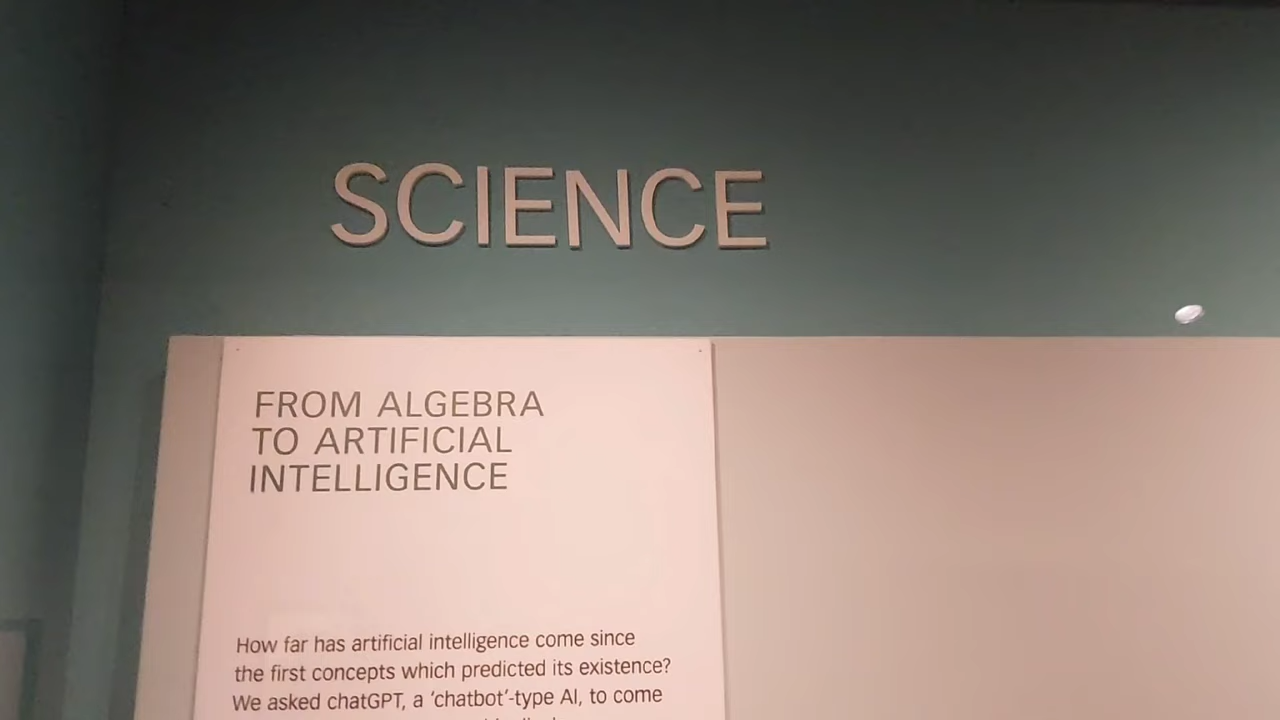 SCIENCE
FROM ALGEBRA
TO ARTIFICIAL
INTELLIGENCE
How far has artificial intelligence come since
the first concepts which predicted its existence?
We asked chatGPT, a ‘chatbot’-type AI, to come